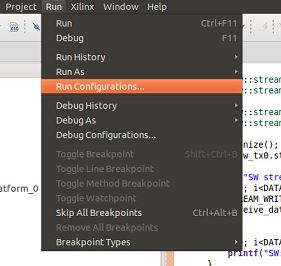 Project Run Xilinx Window Help
Run Ctrl+F11
Debug F11
Run History
Run As
Run Configurations...
Debug History
Debug As
Debug Configurations...
Toggle Breakpoint Shift+Ctrl+B
Toggle Line Breakpoint
Toggle Method Breakpoint
Toggle Watchpoint
Skip All Breakpoints Ctrl+Alt+B
Remove All Breakpoints
Breakpoint Types
atform_0
::stream
::stream
::stream
::stream
nize();
w_tx0.st
"SW stre
; i<DATA
EAM_WRIT
ceive_da
; i<DATA
printf("SW:
}